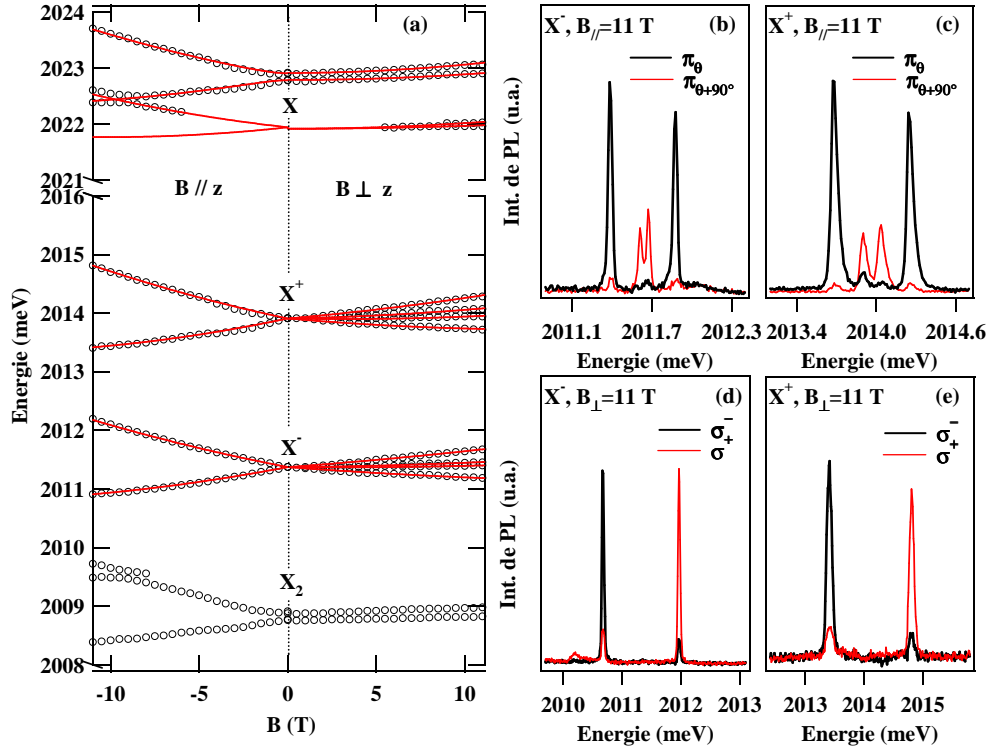 (a)
2024
2023
2022
2021
2016
2015
2014
2013
2012
2011
2010
2009
2008
Energie (meV)
X
B // z
B ⊥ z
X+
X-
X2
-10 -5 0 5 10
B (T)
X-, B//=11 T (b)
πθ
πθ+90°
Int. de PL (u.a.)
2011.1 2011.7 2012.3
Energie (meV)
X+, B//=11 T (c)
πθ
πθ+90°
2013.4 2014.0 2014.6
Energie (meV)
X-, B⊥=11 T (d)
σ-+
σ-
Int. de PL (u.a.)
2010 2011 2012 2013
Energie (meV)
X+, B⊥=11 T (e)
σ-+
σ+
2013 2014 2015
Energie (meV)